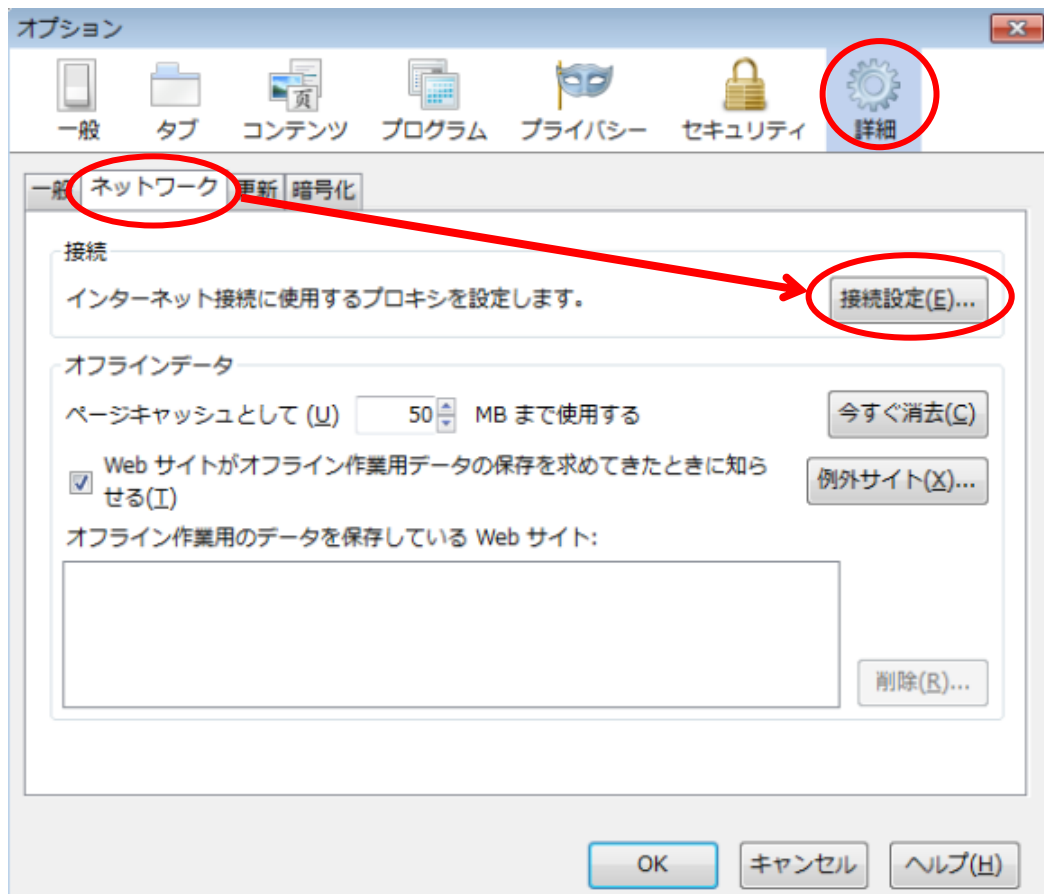 オプション
一般 タブ コンテンツ プログラム プライバシー セキュリティ 詳細
一般 ネットワーク 更新 暗号化
接続
インターネット接続に使用するプロキシを設定します。 接続設定(E)...
オフラインデータ
ページキャッシュとして (U) 50 MB まで使用する 今すぐ消去(C)
Web サイトがオフライン作業用データの保存を求めてきたときに知ら
せる(T)
例外サイト(X)...
オフライン作業用のデータを保存している Web サイト:
削除(R)...
OK キャンセル ヘルプ(H)